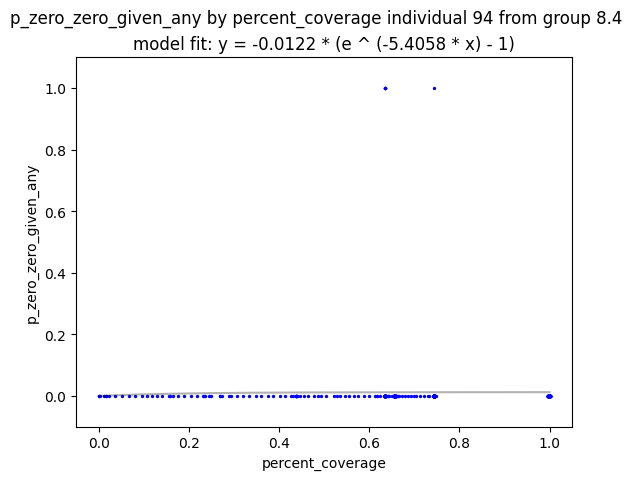 p_zero_zero_given_any by percent_coverage individual 94 from group 8.4
model fit: y = -0.0122 * (e ^ (-5.4058 * x) - 1)
1.0
0.8
0.6
0.4
0.2
0.0
p_zero_zero_given_any
0.0 0.2 0.4 0.6 0.8 1.0
percent_coverage